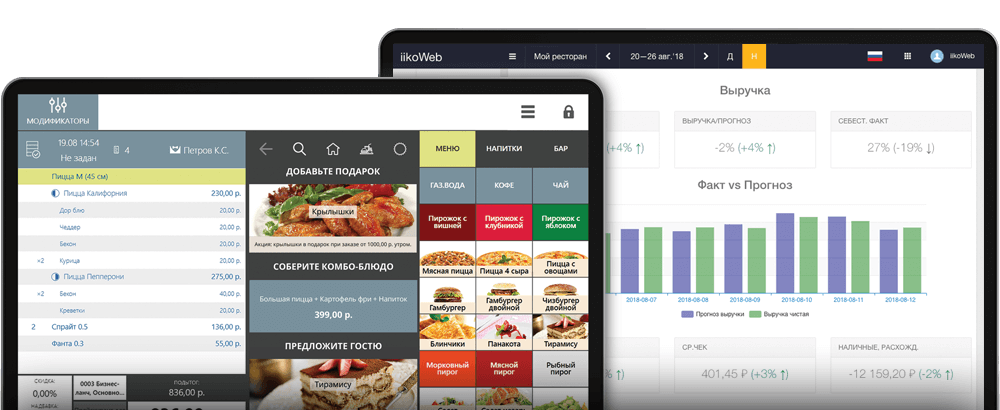 iikoWeb
Мой ресторан
20—26 авг.'18
Д
Н
iikoWeb
Выручка
(+4% ↑)
ВЫРУЧКА/ПРОГНОЗ
-2% (+4% ↑)
СЕБЕСТ. ФАКТ
27% (-19% ↓)
Факт vs Прогноз
2018-08-07
2018-08-08
2018-08-09
2018-08-10
2018-08-11
2018-08-12
Прогноз выручки
Выручка чистая
СР.ЧЕК
401,45 ₽ (+3% ↑)
НАЛИЧНЫЕ, РАСХОЖД.
-12 159,20 ₽ (-2% ↑)
МОДИФИКАТОРЫ
19.08 14:54
Не задан
4
Петров К.С.
Пицца М (45 см)
Пицца Калифорния 230,00 р.
Дор блю 20,00 р.
Чеддер 20,00 р.
Бекон 20,00 р.
×2 Курица 20,00 р.
Пицца Пепперони 275,00 р.
×2 Бекон 40,00 р.
Креветки 20,00 р.
2 Спрайт 0.5 136,00 р.
Фанта 0.3 55,00 р.
СКИДКА:
0,00%
НАДБАВКА:
0003 Бизнес-
ланч, Основно...
ПОДЫТОГ:
836,00 р.
ДОБАВЬТЕ ПОДАРОК
Крылышки
Акция: крылышки в подарок при заказе от 1000,00 р. утром.
СОБЕРИТЕ КОМБО-БЛЮДО
Большая пицца + Картофель фри + Напиток
399,00 р.
ПРЕДЛОЖИТЕ ГОСТЮ
Тирамису
МЕНЮ
НАПИТКИ
БАР
ГАЗ.ВОДА
КОФЕ
ЧАЙ
Пирожок с
вишней
Пирожок с
клубникой
Пирожок с
яблоком
Мясная пицца
Пицца 4 сыра
Пицца с
овощами
Гамбургер
Гамбургер
двойной
Чизбургер
двойной
Блинчики
Панакота
Тирамису
Морковный
пирог
Мясной
пирог
Рыбный
пирог